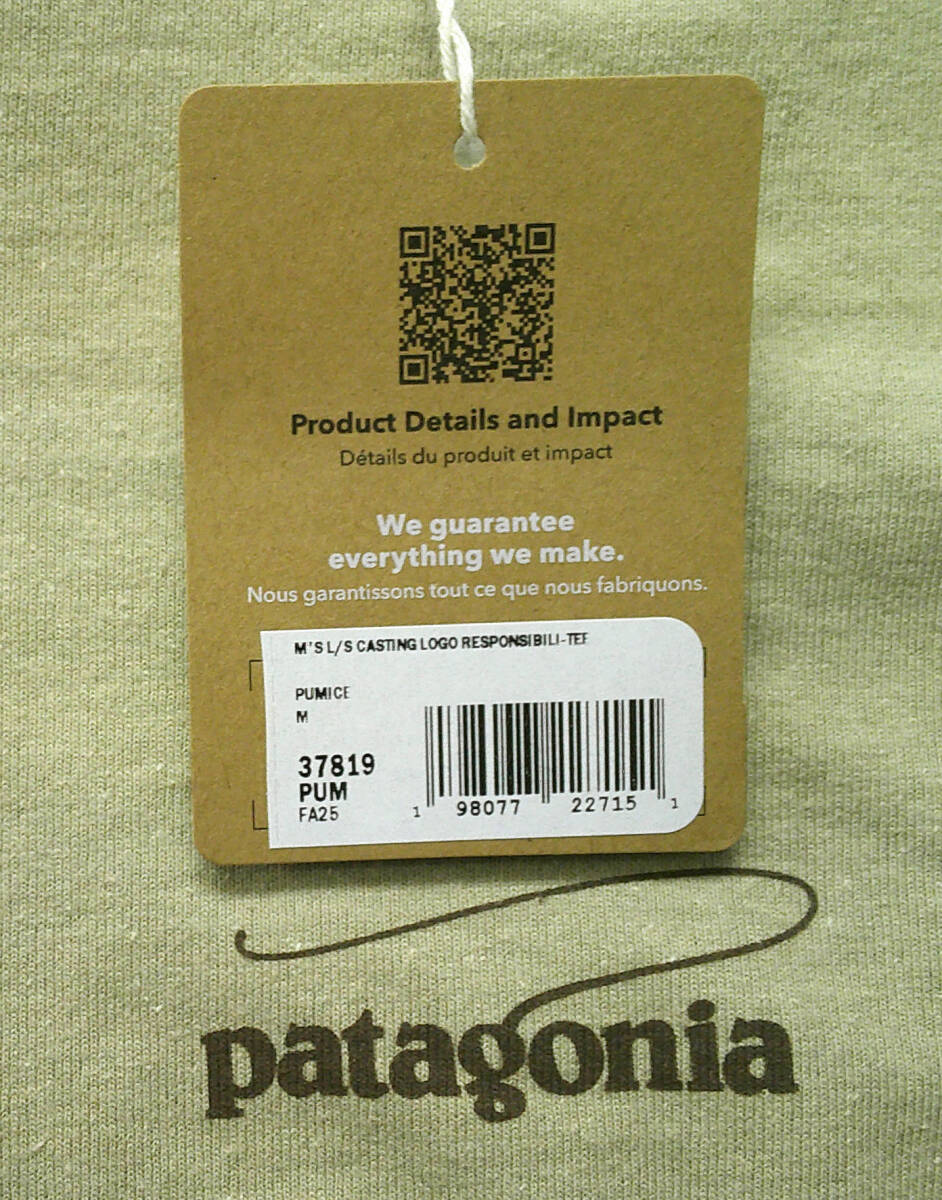 Product Details and Impact
Détails du produit et impact
We guarantee
everything we make.
Nous garantissons tout ce que nous fabriquons.
M'S L/S CASTING LOGO RESPONSIBILI-TEE
PUMICE
M
37819
PUM
FA25
1 98077 22715 1
patagonia